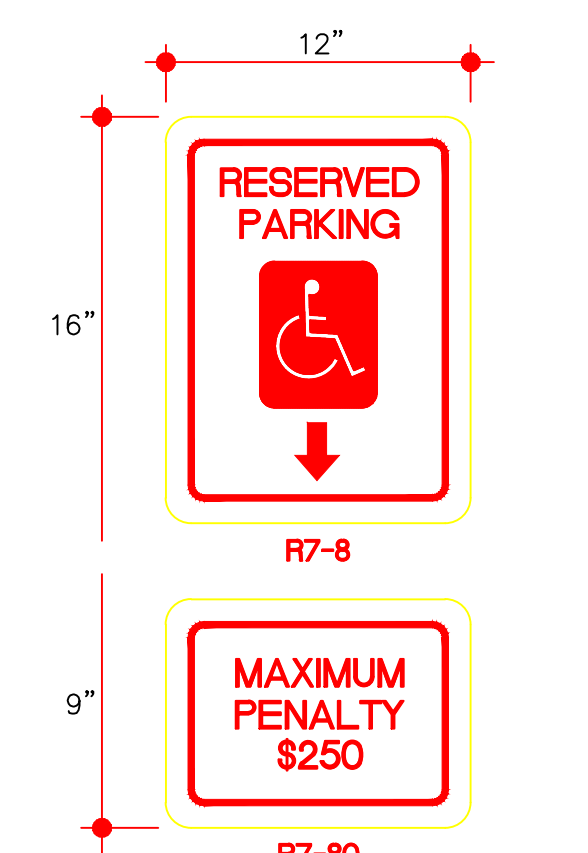 12”
RESERVED
PARKING
16”
R7-8
MAXIMUM
PENALTY
9”
$250